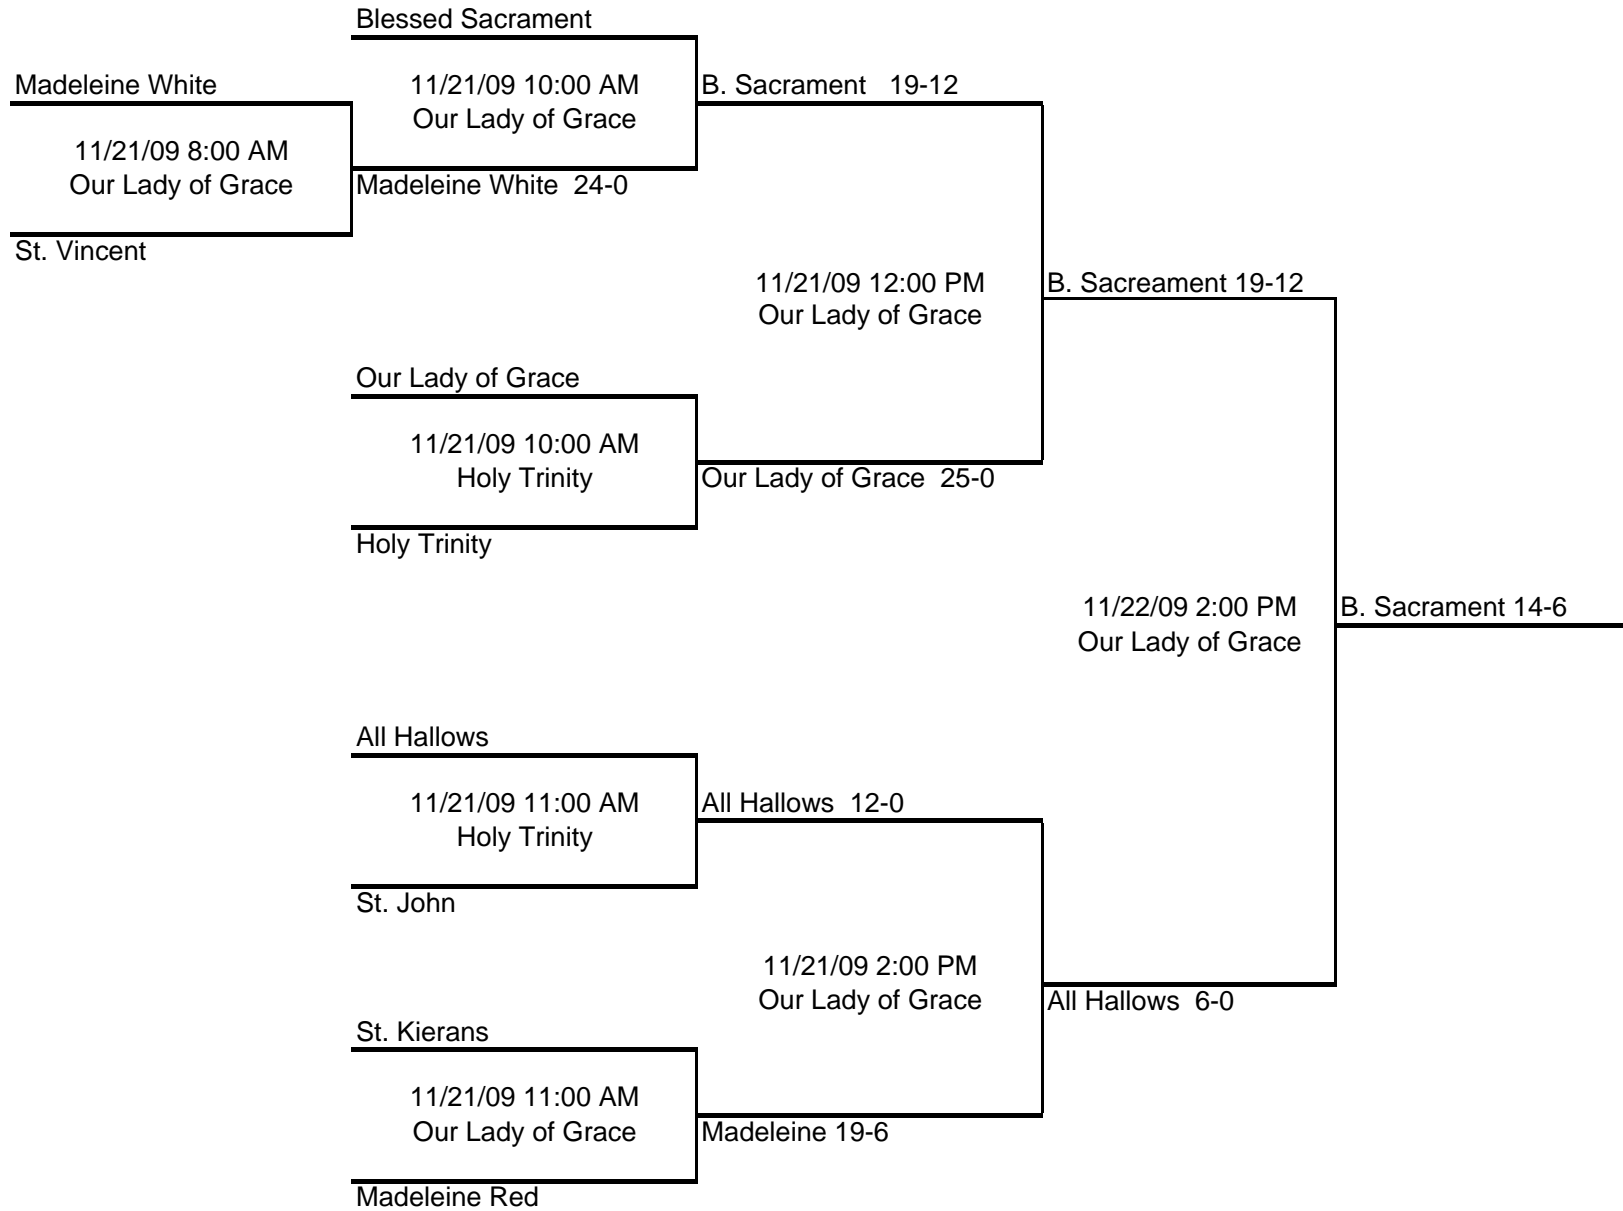 Blessed Sacrament
Madeleine White
11/21/09 10:00 AM
Our Lady of Grace
B. Sacrament 19-12
11/21/09 8:00 AM
Our Lady of Grace
Madeleine White 24-0
St. Vincent
11/21/09 12:00 PM
Our Lady of Grace
B. Sacreament 19-12
Our Lady of Grace
11/21/09 10:00 AM
Holy Trinity
Our Lady of Grace 25-0
Holy Trinity
11/22/09 2:00 PM
Our Lady of Grace
B. Sacrament 14-6
All Hallows
11/21/09 11:00 AM
Holy Trinity
All Hallows 12-0
St. John
11/21/09 2:00 PM
Our Lady of Grace
All Hallows 6-0
St. Kierans
11/21/09 11:00 AM
Our Lady of Grace
Madeleine 19-6
Madeleine Red